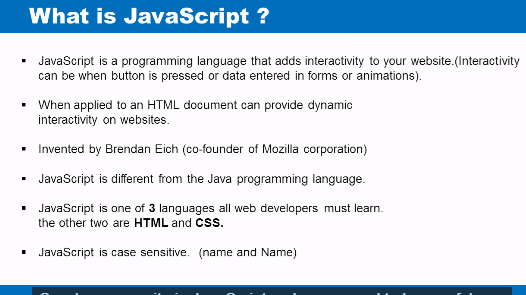 What is JavaScript ?
▪ JavaScript is a programming language that adds interactivity to your website.(Interactivity
can be when button is pressed or data entered in forms or animations).
▪ When applied to an HTML document can provide dynamic
interactivity on websites.
▪ Invented by Brendan Eich (co-founder of Mozilla corporation)
▪ JavaScript is different from the Java programming language.
▪ JavaScript is one of 3 languages all web developers must learn.
the other two are HTML and CSS.
▪ JavaScript is case sensitive. (name and Name)